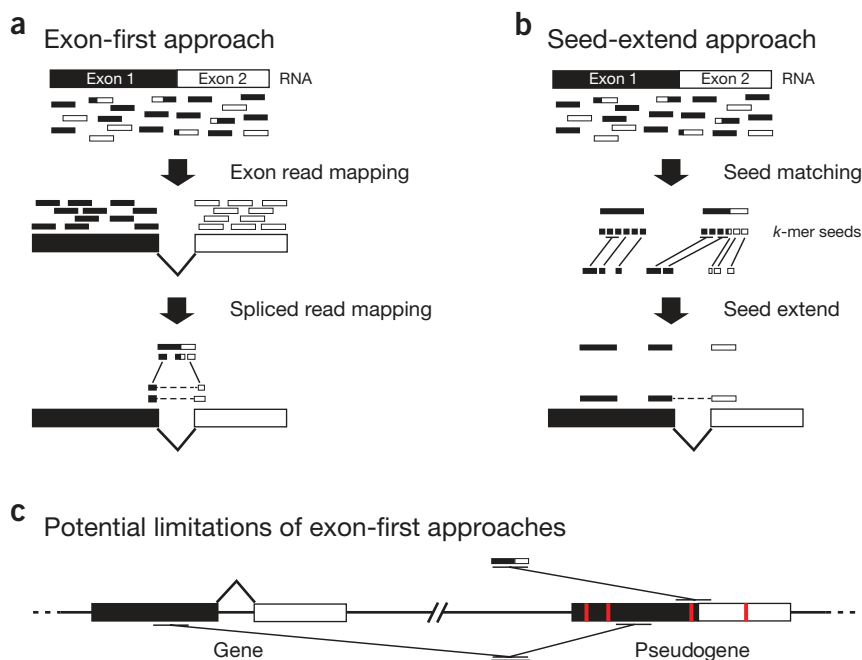 a
Exon-first approach
Exon 1
Exon 2
RNA
Exon read mapping
Spliced read mapping
b
Seed-extend approach
Exon 1
Exon 2
RNA
Seed matching
k-mer seeds
Seed extend
c
Potential limitations of exon-first approaches
Gene
Pseudogene